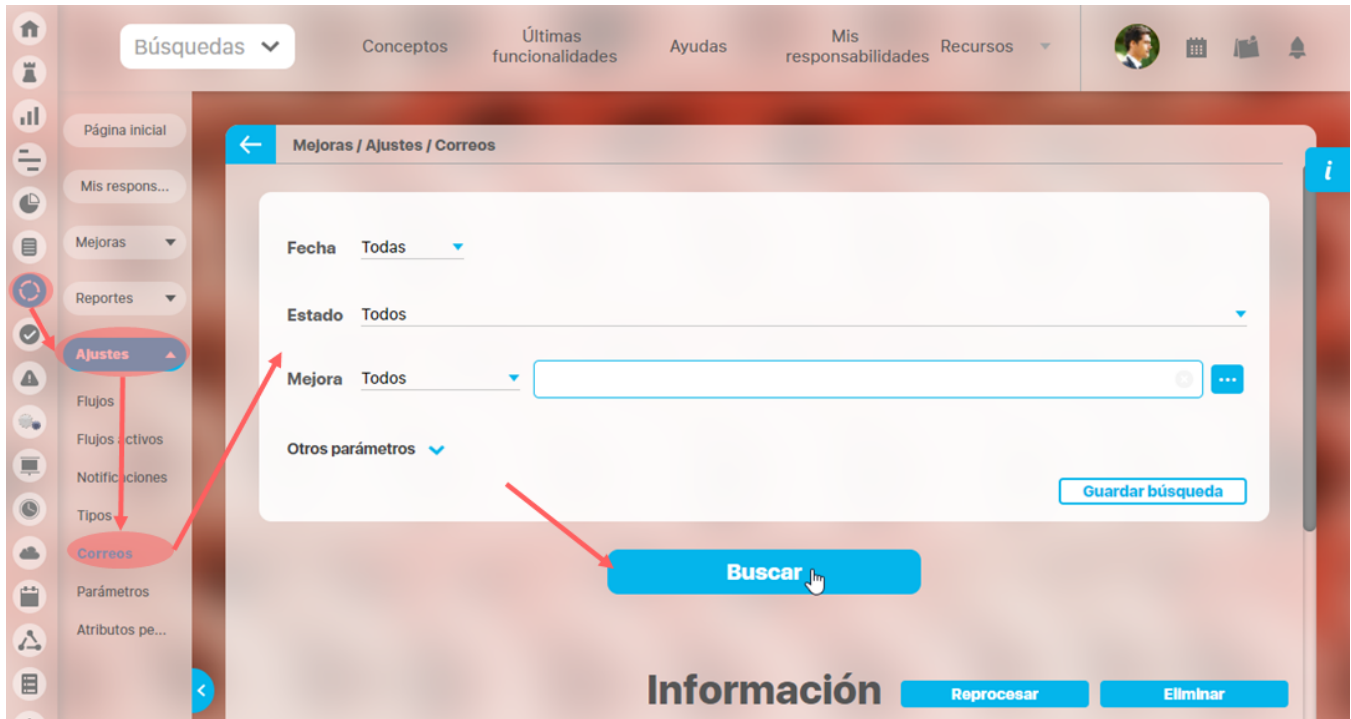 Búsquedas
Conceptos
Últimas
funcionalidades
Ayudas
Mis
responsabilidades
Recursos
Página inicial
Mis respons...
Mejoras
Reportes
Ajustes
Flujos
Flujos activos
Notificaciones
Tipos
Correos
Parámetros
Atributos pe...
Mejoras / Ajustes / Correos
i
Fecha Todas
Estado Todos
Mejora Todos
Otros parámetros
Guardar búsqueda
Buscar
Información
Reprocesar
Eliminar